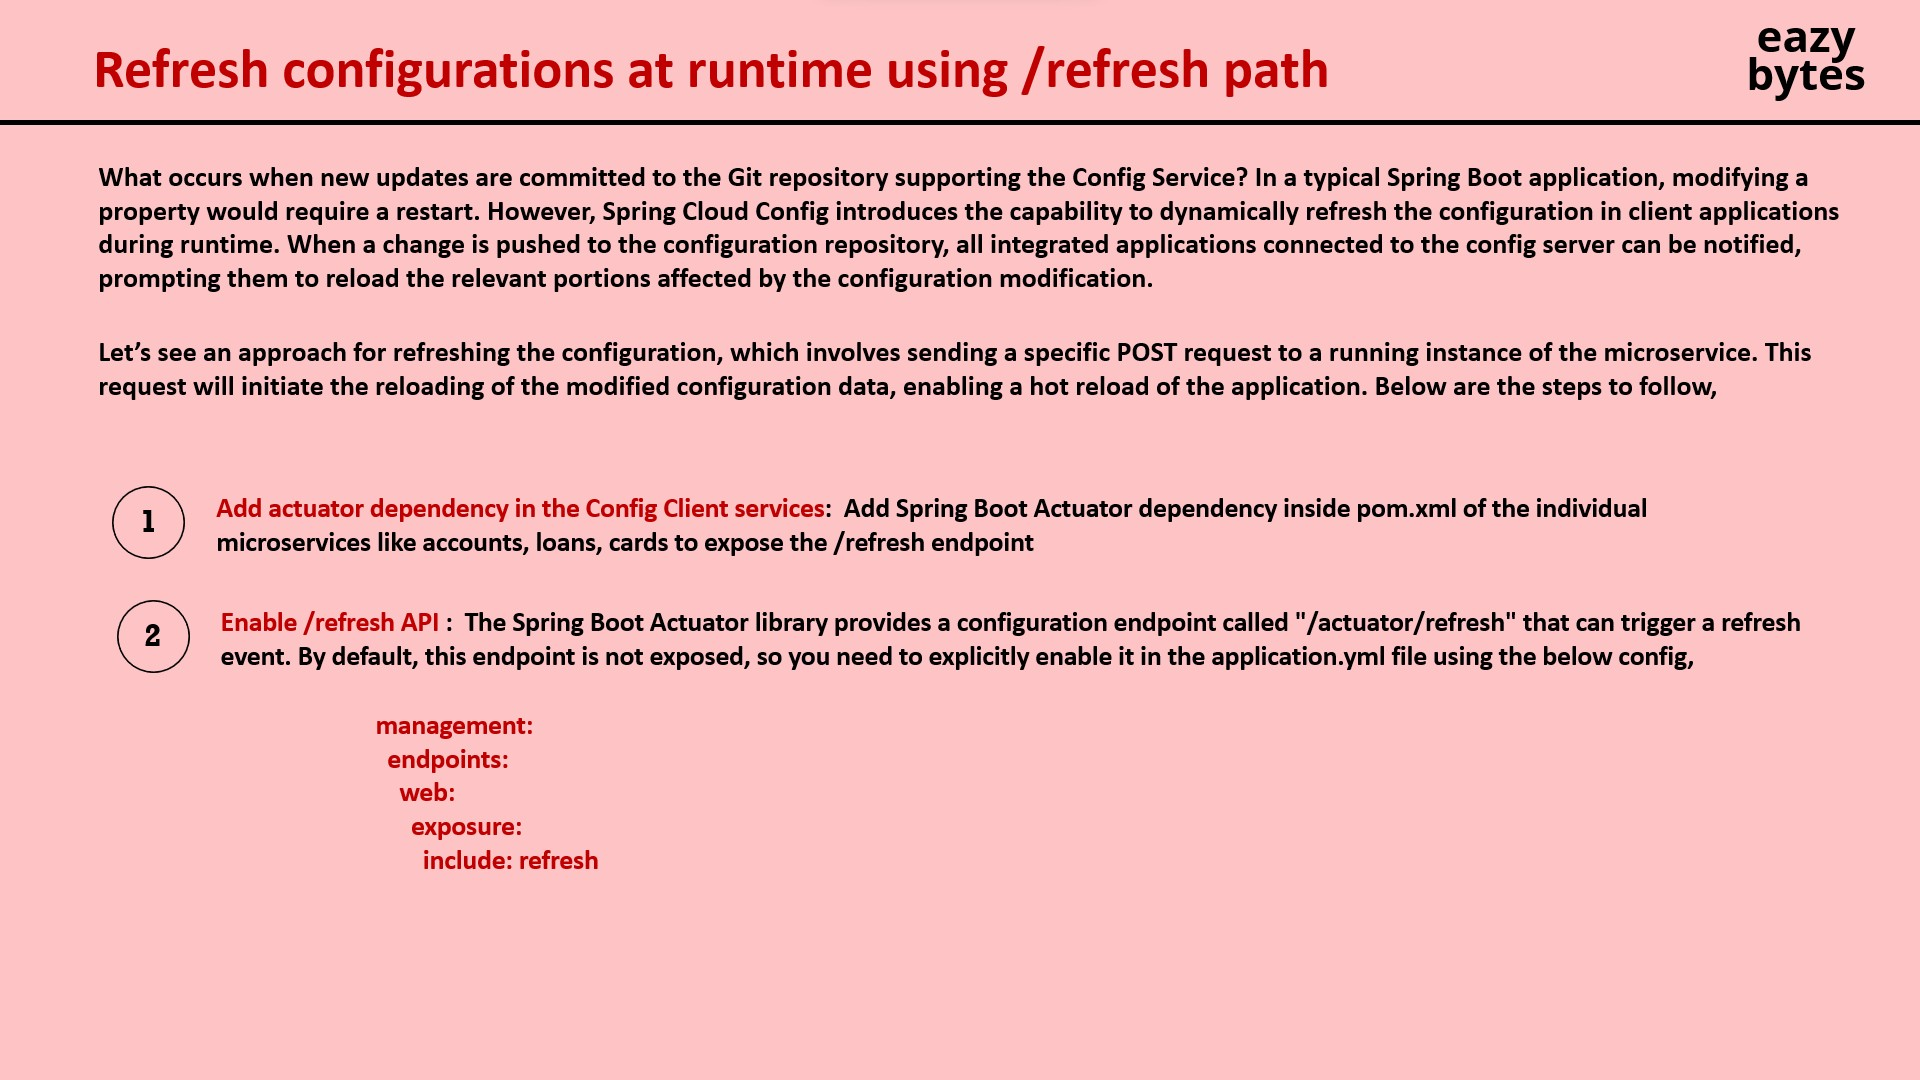 Refresh configurations at runtime using /refresh path
eazy
bytes
What occurs when new updates are committed to the Git repository supporting the Config Service? In a typical Spring Boot application, modifying a
property would require a restart. However, Spring Cloud Config introduces the capability to dynamically refresh the configuration in client applications
during runtime. When a change is pushed to the configuration repository, all integrated applications connected to the config server can be notified,
prompting them to reload the relevant portions affected by the configuration modification.
Let’s see an approach for refreshing the configuration, which involves sending a specific POST request to a running instance of the microservice. This
request will initiate the reloading of the modified configuration data, enabling a hot reload of the application. Below are the steps to follow,
1
Add actuator dependency in the Config Client services: Add Spring Boot Actuator dependency inside pom.xml of the individual
microservices like accounts, loans, cards to expose the /refresh endpoint
2
Enable /refresh API : The Spring Boot Actuator library provides a configuration endpoint called "/actuator/refresh" that can trigger a refresh
event. By default, this endpoint is not exposed, so you need to explicitly enable it in the application.yml file using the below config,
management:
endpoints:
web:
exposure:
include: refresh